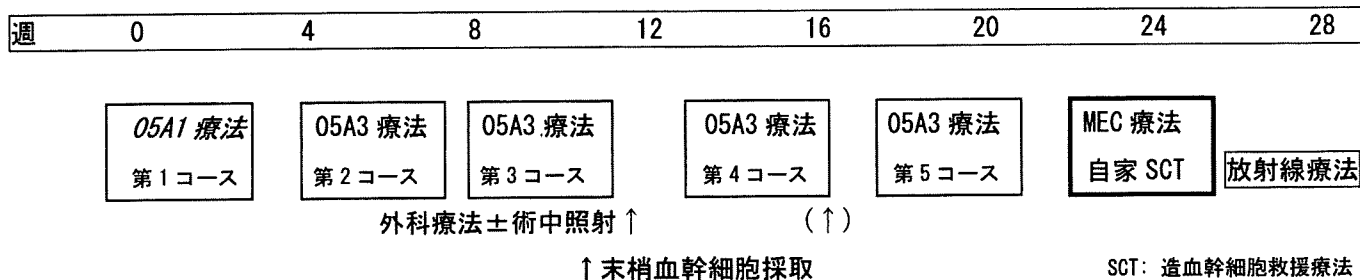 週 0 4 8 12 16 20 24 28
05A1 療法 05A3 療法 05A3 療法 05A3 療法 05A3 療法 MEC 療法
第1コース 第2コース 第3コース 第4コース 第5コース 自家 SCT 放射線療法
外科療法±術中照射↑ (↑)
↑末梢血幹細胞採取 SCT: 造血幹細胞救援療法